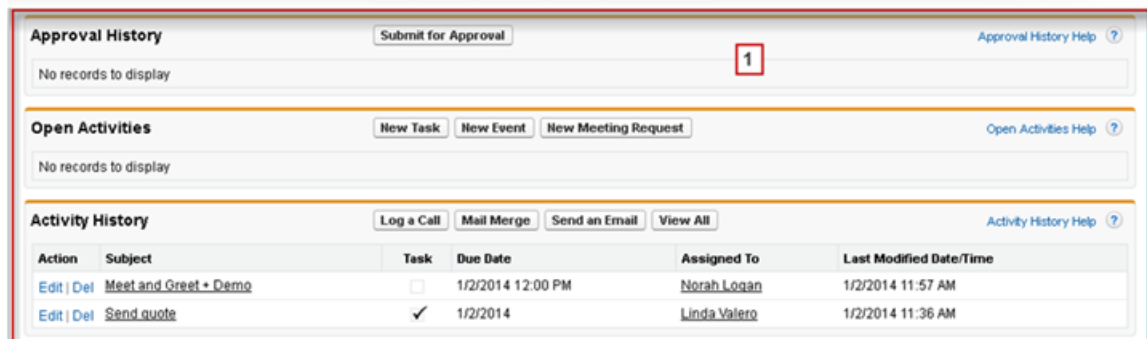 Approval History Submit for Approval Approval History Help ?
1
No records to display
Open Activities New Task New Event New Meeting Request Open Activities Help ?
No records to display
Activity History Log a Call Mail Merge Send an Email View All Activity History Help ?
Action Subject Task Due Date Assigned To Last Modified Date/Time
Edit | Del Meet and Greet + Demo 1/2/2014 12:00 PM Norah Logan 1/2/2014 11:57 AM
Edit | Del Send quote ✓ 1/2/2014 Linda Valero 1/2/2014 11:36 AM